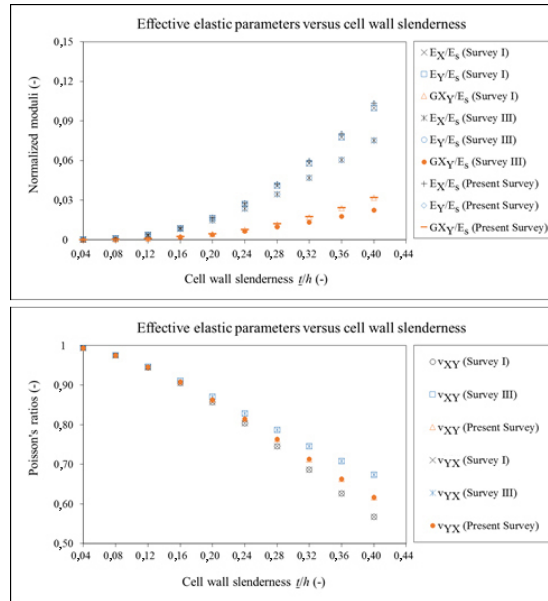 Effective elastic parameters versus cell wall slenderness
0,15
0,12
0,09
0,06
0,03
0
Normalized moduli (-)
0,04 0,08 0,12 0,16 0,20 0,24 0,28 0,32 0,36 0,40 0,44
Cell wall slenderness t/h (-)
EX/Es (Survey I)
EY/Es (Survey I)
GXY/Es (Survey I)
EX/Es (Survey III)
EY/Es (Survey III)
GXY/Es (Survey III)
EX/Es (Present Survey)
EY/Es (Present Survey)
GXY/Es (Present Survey)
Effective elastic parameters versus cell wall slenderness
1
0,90
0,80
0,70
0,60
0,50
Poisson's ratios (-)
0,04 0,08 0,12 0,16 0,20 0,24 0,28 0,32 0,36 0,40 0,44
Cell wall slenderness t/h (-)
vXY (Survey I)
vXY (Survey III)
vXY (Present Survey)
vYX (Survey I)
vYX (Survey III)
vYX (Present Survey)